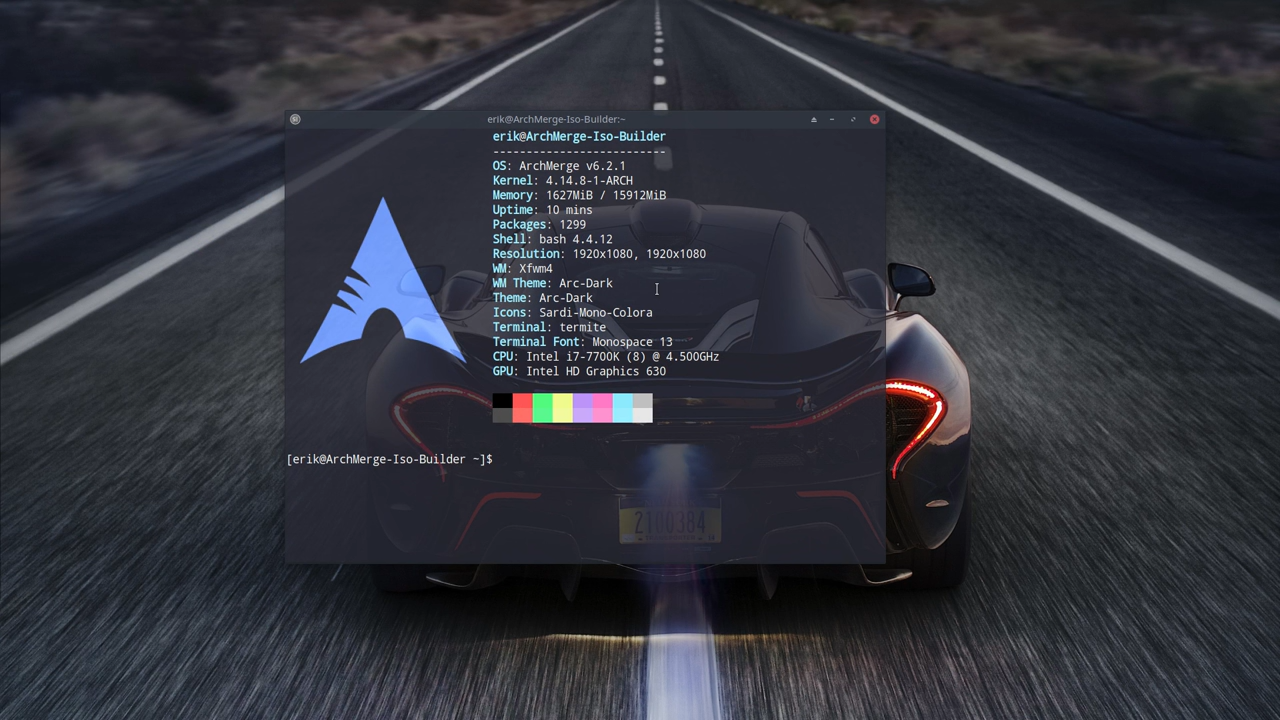 erik@ArchMerge-Iso-Builder:~
erik@ArchMerge-Iso-Builder
--------------------------
OS: ArchMerge v6.2.1
Kernel: 4.14.8-1-ARCH
Memory: 1627MiB / 15912MiB
Uptime: 10 mins
Packages: 1299
Shell: bash 4.4.12
Resolution: 1920x1080, 1920x1080
WM: Xfwm4
WM Theme: Arc-Dark
Theme: Arc-Dark
Icons: Sardi-Mono-Colora
Terminal: termite
Terminal Font: Monospace 13
CPU: Intel i7-7700K (8) @ 4.500GHz
GPU: Intel HD Graphics 630
[erik@ArchMerge-Iso-Builder ~]$
2100384